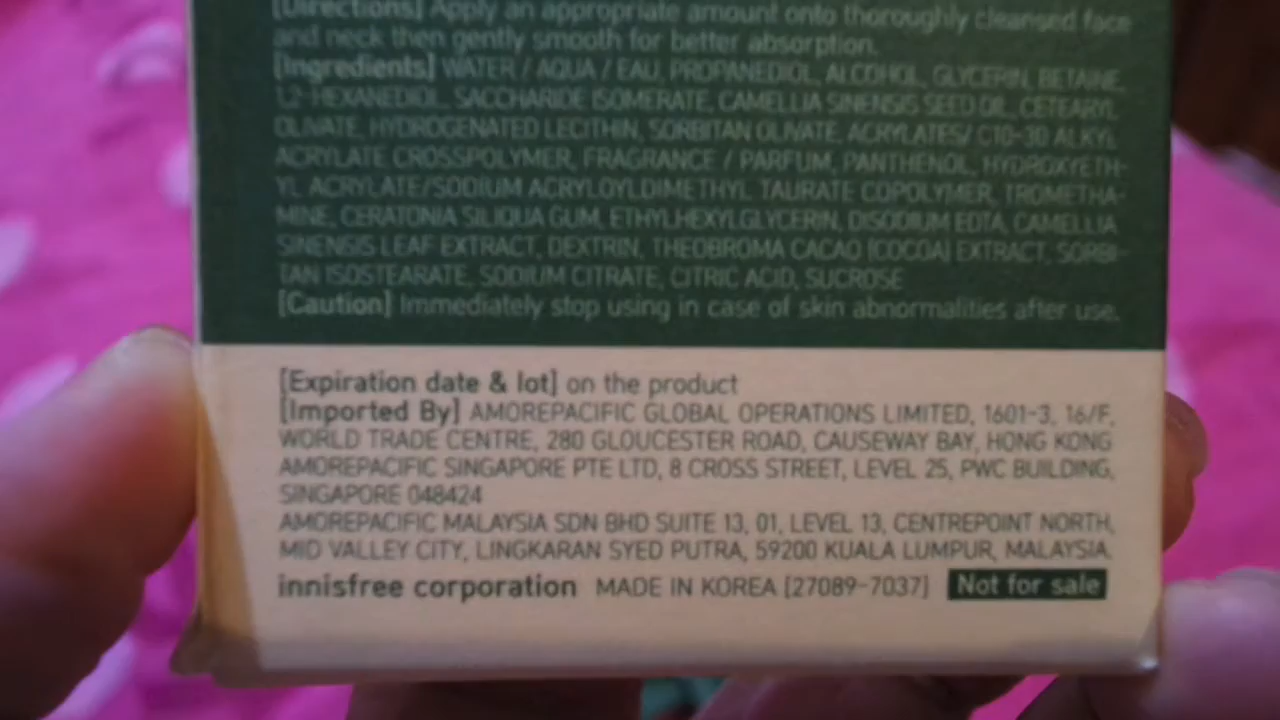 [Directions] Apply an appropriate amount onto thoroughly cleansed face
and neck then gently smooth for better absorption.
[Ingredients] WATER / AQUA / EAU, PROPANEDIOL, ALCOHOL, GLYCERIN, BETAINE,
1,2-HEXANEDIOL, SACCHARIDE ISOMERATE, CAMELLIA SINENSIS SEED OIL, CETEARYL
OLIVATE, HYDROGENATED LECITHIN, SORBITAN OLIVATE, ACRYLATES/ C10-30 ALKYL
ACRYLATE CROSSPOLYMER, FRAGRANCE / PARFUM, PANTHENOL, HYDROXYETH-
YL ACRYLATE/SODIUM ACRYLOYLDIMETHYL TAURATE COPOLYMER, TROMETHA-
MINE, CERATONIA SILIQUA GUM, ETHYLHEXYLGLYCERIN, DISODIUM EDTA, CAMELLIA
SINENSIS LEAF EXTRACT, DEXTRIN, THEOBROMA CACAO (COCOA) EXTRACT, SORBI-
TAN ISOSTEARATE, SODIUM CITRATE, CITRIC ACID, SUCROSE
[Caution] Immediately stop using in case of skin abnormalities after use.
[Expiration date & lot] on the product
[Imported By] AMOREPACIFIC GLOBAL OPERATIONS LIMITED, 1601-3, 16/F,
WORLD TRADE CENTRE, 280 GLOUCESTER ROAD, CAUSEWAY BAY, HONG KONG
AMOREPACIFIC SINGAPORE PTE LTD, 8 CROSS STREET, LEVEL 25, PWC BUILDING,
SINGAPORE 048424
AMOREPACIFIC MALAYSIA SDN BHD SUITE 13, 01, LEVEL 13, CENTREPOINT NORTH,
MID VALLEY CITY, LINGKARAN SYED PUTRA, 59200 KUALA LUMPUR, MALAYSIA.
innisfree corporation MADE IN KOREA [27089-7037] Not for sale